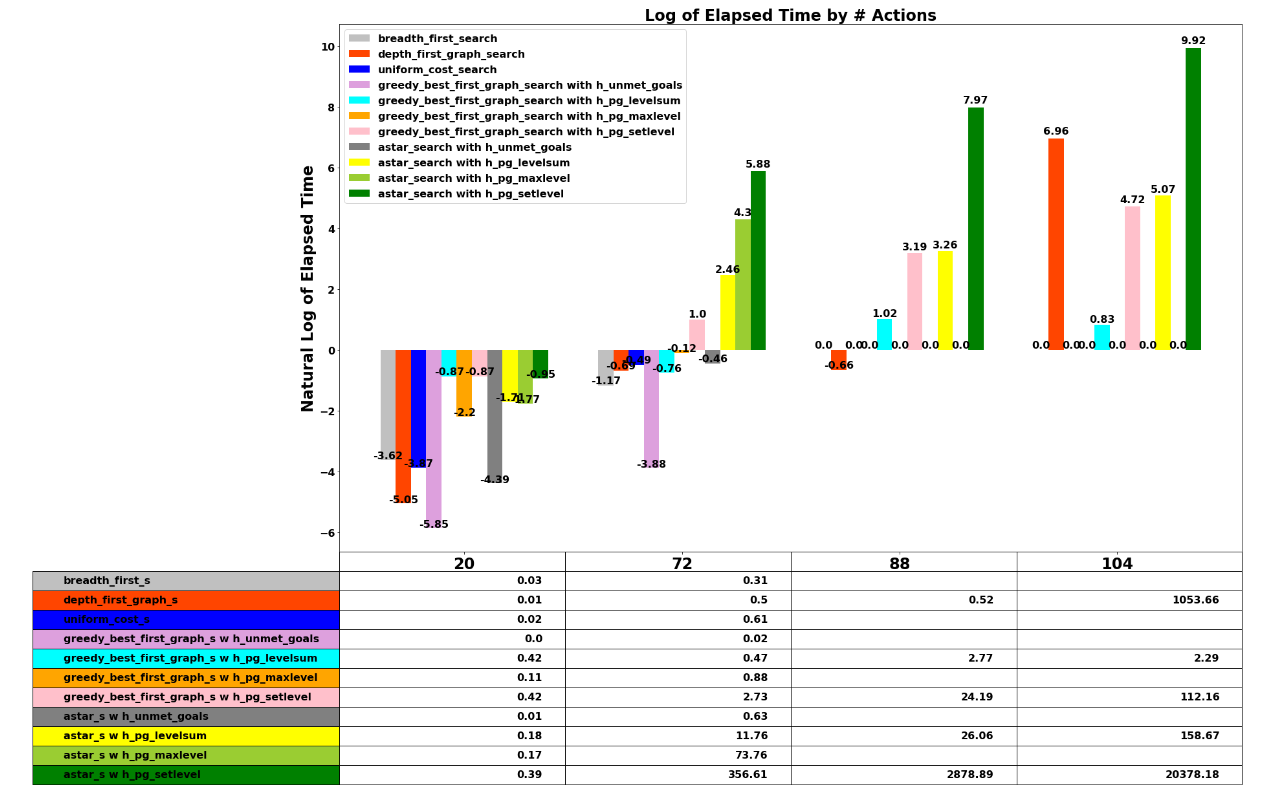 Log of Elapsed Time by # Actions
breadth_first_search
depth_first_graph_search
uniform_cost_search
greedy_best_first_graph_search with h_unmet_goals
greedy_best_first_graph_search with h_pg_levelsum
greedy_best_first_graph_search with h_pg_maxlevel
greedy_best_first_graph_search with h_pg_setlevel
astar_search with h_unmet_goals
astar_search with h_pg_levelsum
astar_search with h_pg_maxlevel
astar_search with h_pg_setlevel
Natural Log of Elapsed Time
10
8
6
4
2
0
−2
−4
−6
-3.62
-5.05
-5.85
-0.87
-2.2
-0.87
-4.39
-1.71
-0.95
-1.17
-0.69
-3.88
-0.76
-0.12
1.0
-0.46
2.46
4.3
5.88
0.0
-0.66
0.0
0.0
1.02
0.0
3.19
0.0
3.26
0.0
7.97
0.0
6.96
0.0
0.0
0.83
0.0
4.72
0.0
5.07
0.0
9.92
20 72 88 104
breadth_first_s 0.03 0.31
depth_first_graph_s 0.01 0.5 0.52 1053.66
uniform_cost_s 0.02 0.61
greedy_best_first_graph_s w h_unmet_goals 0.0 0.02
greedy_best_first_graph_s w h_pg_levelsum 0.42 0.47 2.77 2.29
greedy_best_first_graph_s w h_pg_maxlevel 0.11 0.88
greedy_best_first_graph_s w h_pg_setlevel 0.42 2.73 24.19 112.16
astar_s w h_unmet_goals 0.01 0.63
astar_s w h_pg_levelsum 0.18 11.76 26.06 158.67
astar_s w h_pg_maxlevel 0.17 73.76
astar_s w h_pg_setlevel 0.39 356.61 2878.89 20378.18